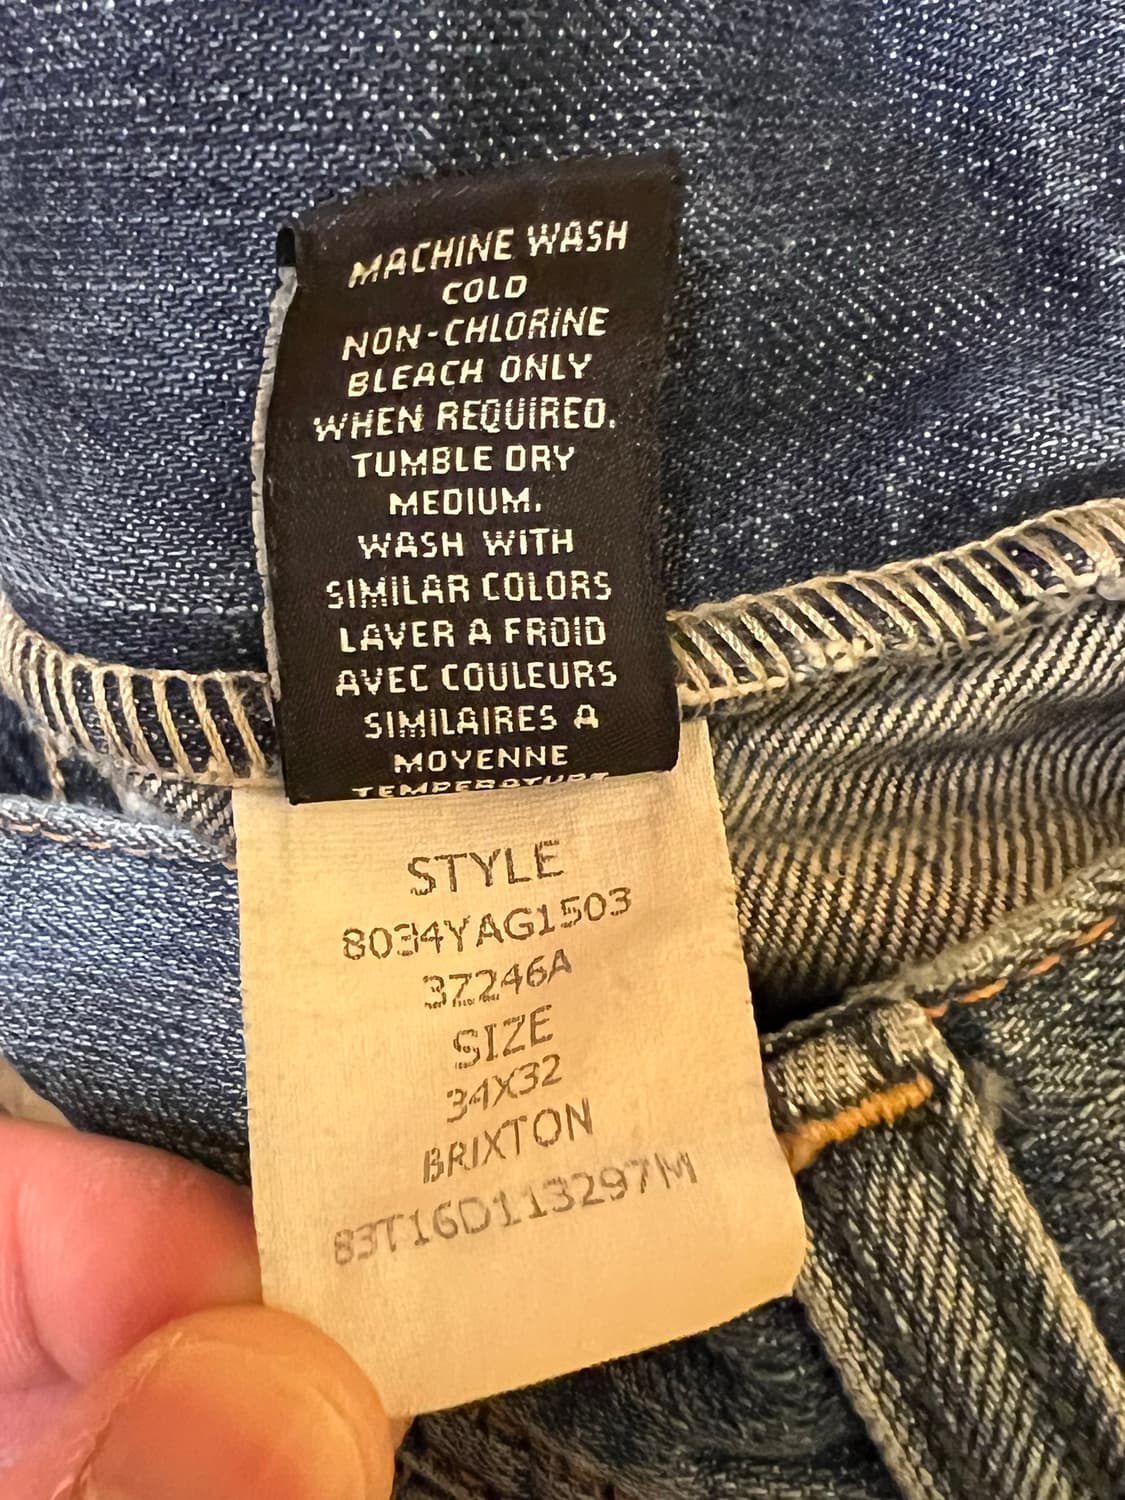 MACHINE WASH
COLD
NON-CHLORINE
BLEACH ONLY
WHEN REQUIRED.
TUMBLE DRY
MEDIUM.
WASH WITH
SIMILAR COLORS
LAVER A FROID
AVEC COULEURS
SIMILAIRES A
MOYENNE
TEMPERATURE
STYLE
8034YAG1503
37246A
SIZE
34X32
BRIXTON
83T16D113297M